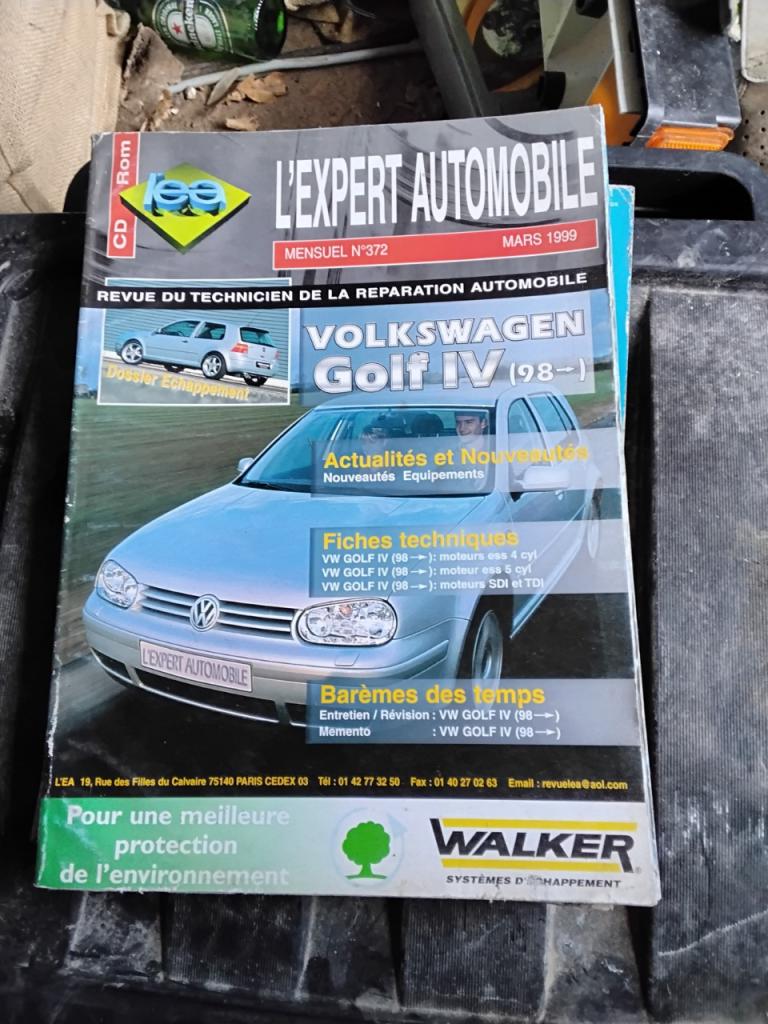 Heineken
CD Rom
lea
L'EXPERT AUTOMOBILE
MENSUEL N°372 MARS 1999
REVUE DU TECHNICIEN DE LA REPARATION AUTOMOBILE
Dossier Echappement
VOLKSWAGEN
Golf IV (98→)
Actualités et Nouveautés
Nouveautés Equipements
Fiches techniques
VW GOLF IV (98→): moteurs ess 4 cyl
VW GOLF IV (98→): moteur ess 5 cyl
VW GOLF IV (98→): moteurs SDI et TDI
L'EXPERT AUTOMOBILE
Barèmes des temps
Entretien / Révision : VW GOLF IV (98→)
Memento : VW GOLF IV (98→)
L'EA 19, Rue des Filles du Calvaire 75140 PARIS CEDEX 03 Tél : 01 42 77 32 50 - Fax : 01 40 27 02 63 Email : revuelea@aol.com
Pour une meilleure
protection
de l'environnement
WALKER
SYSTÈMES D'ÉCHAPPEMENT